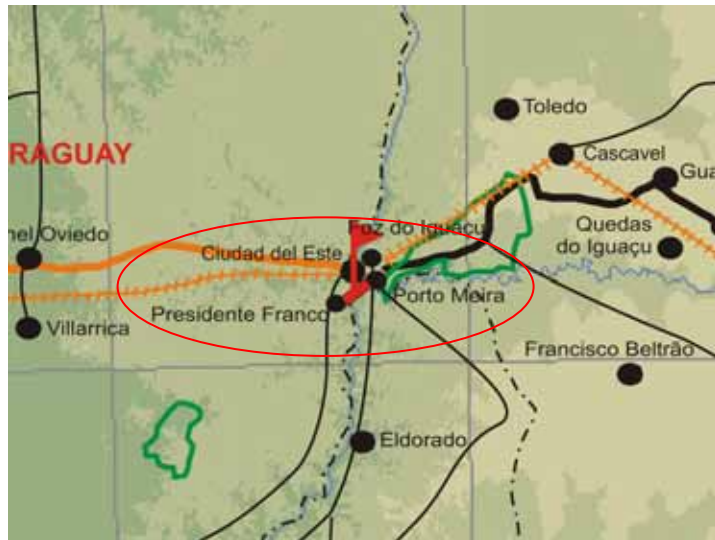 Toledo
Cascavel
RAGUAY
Gua
Foz do Iguaçu
nel Oviedo
Ciudad del Este
Quedas
do Iguaçu
Porto Meira
Presidente Franco
Villarrica
Francisco Beltrão
Eldorado